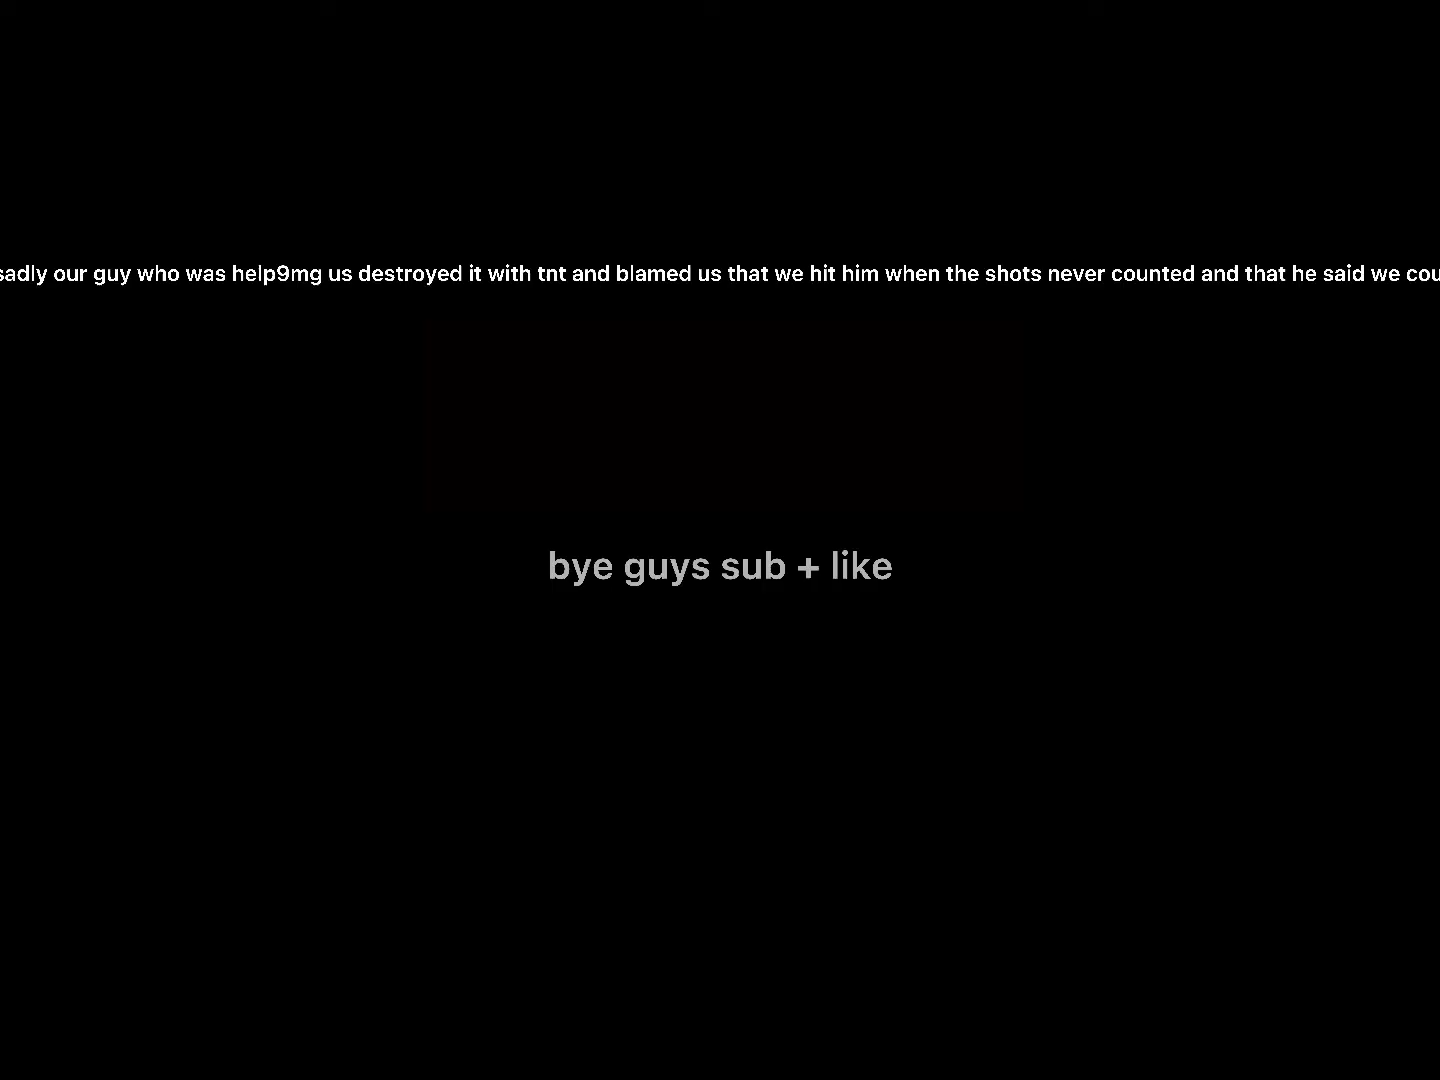 sadly our guy who was help9mg us destroyed it with tnt and blamed us that we hit him when the shots never counted and that he said we cou
bye guys sub + like